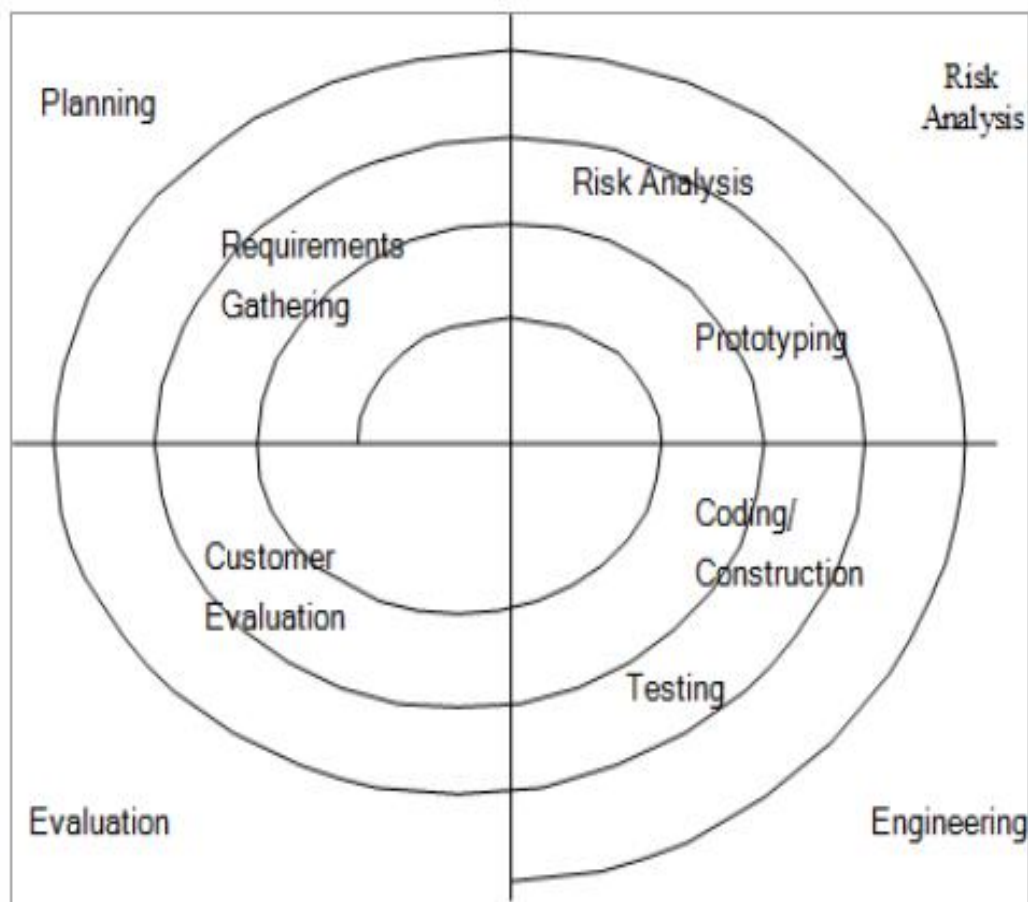 Planning
Risk
Analysis
Risk Analysis
Requirements
Gathering
Prototyping
Coding/
Construction
Customer
Evaluation
Testing
Evaluation
Engineering